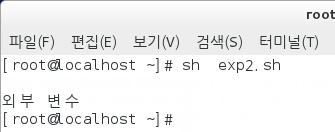 root
파일(F) 편집(E) 보기(V) 검색(S) 터미널(T)
[root@localhost ~]# sh exp2.sh
외부 변수
[root@localhost ~]#